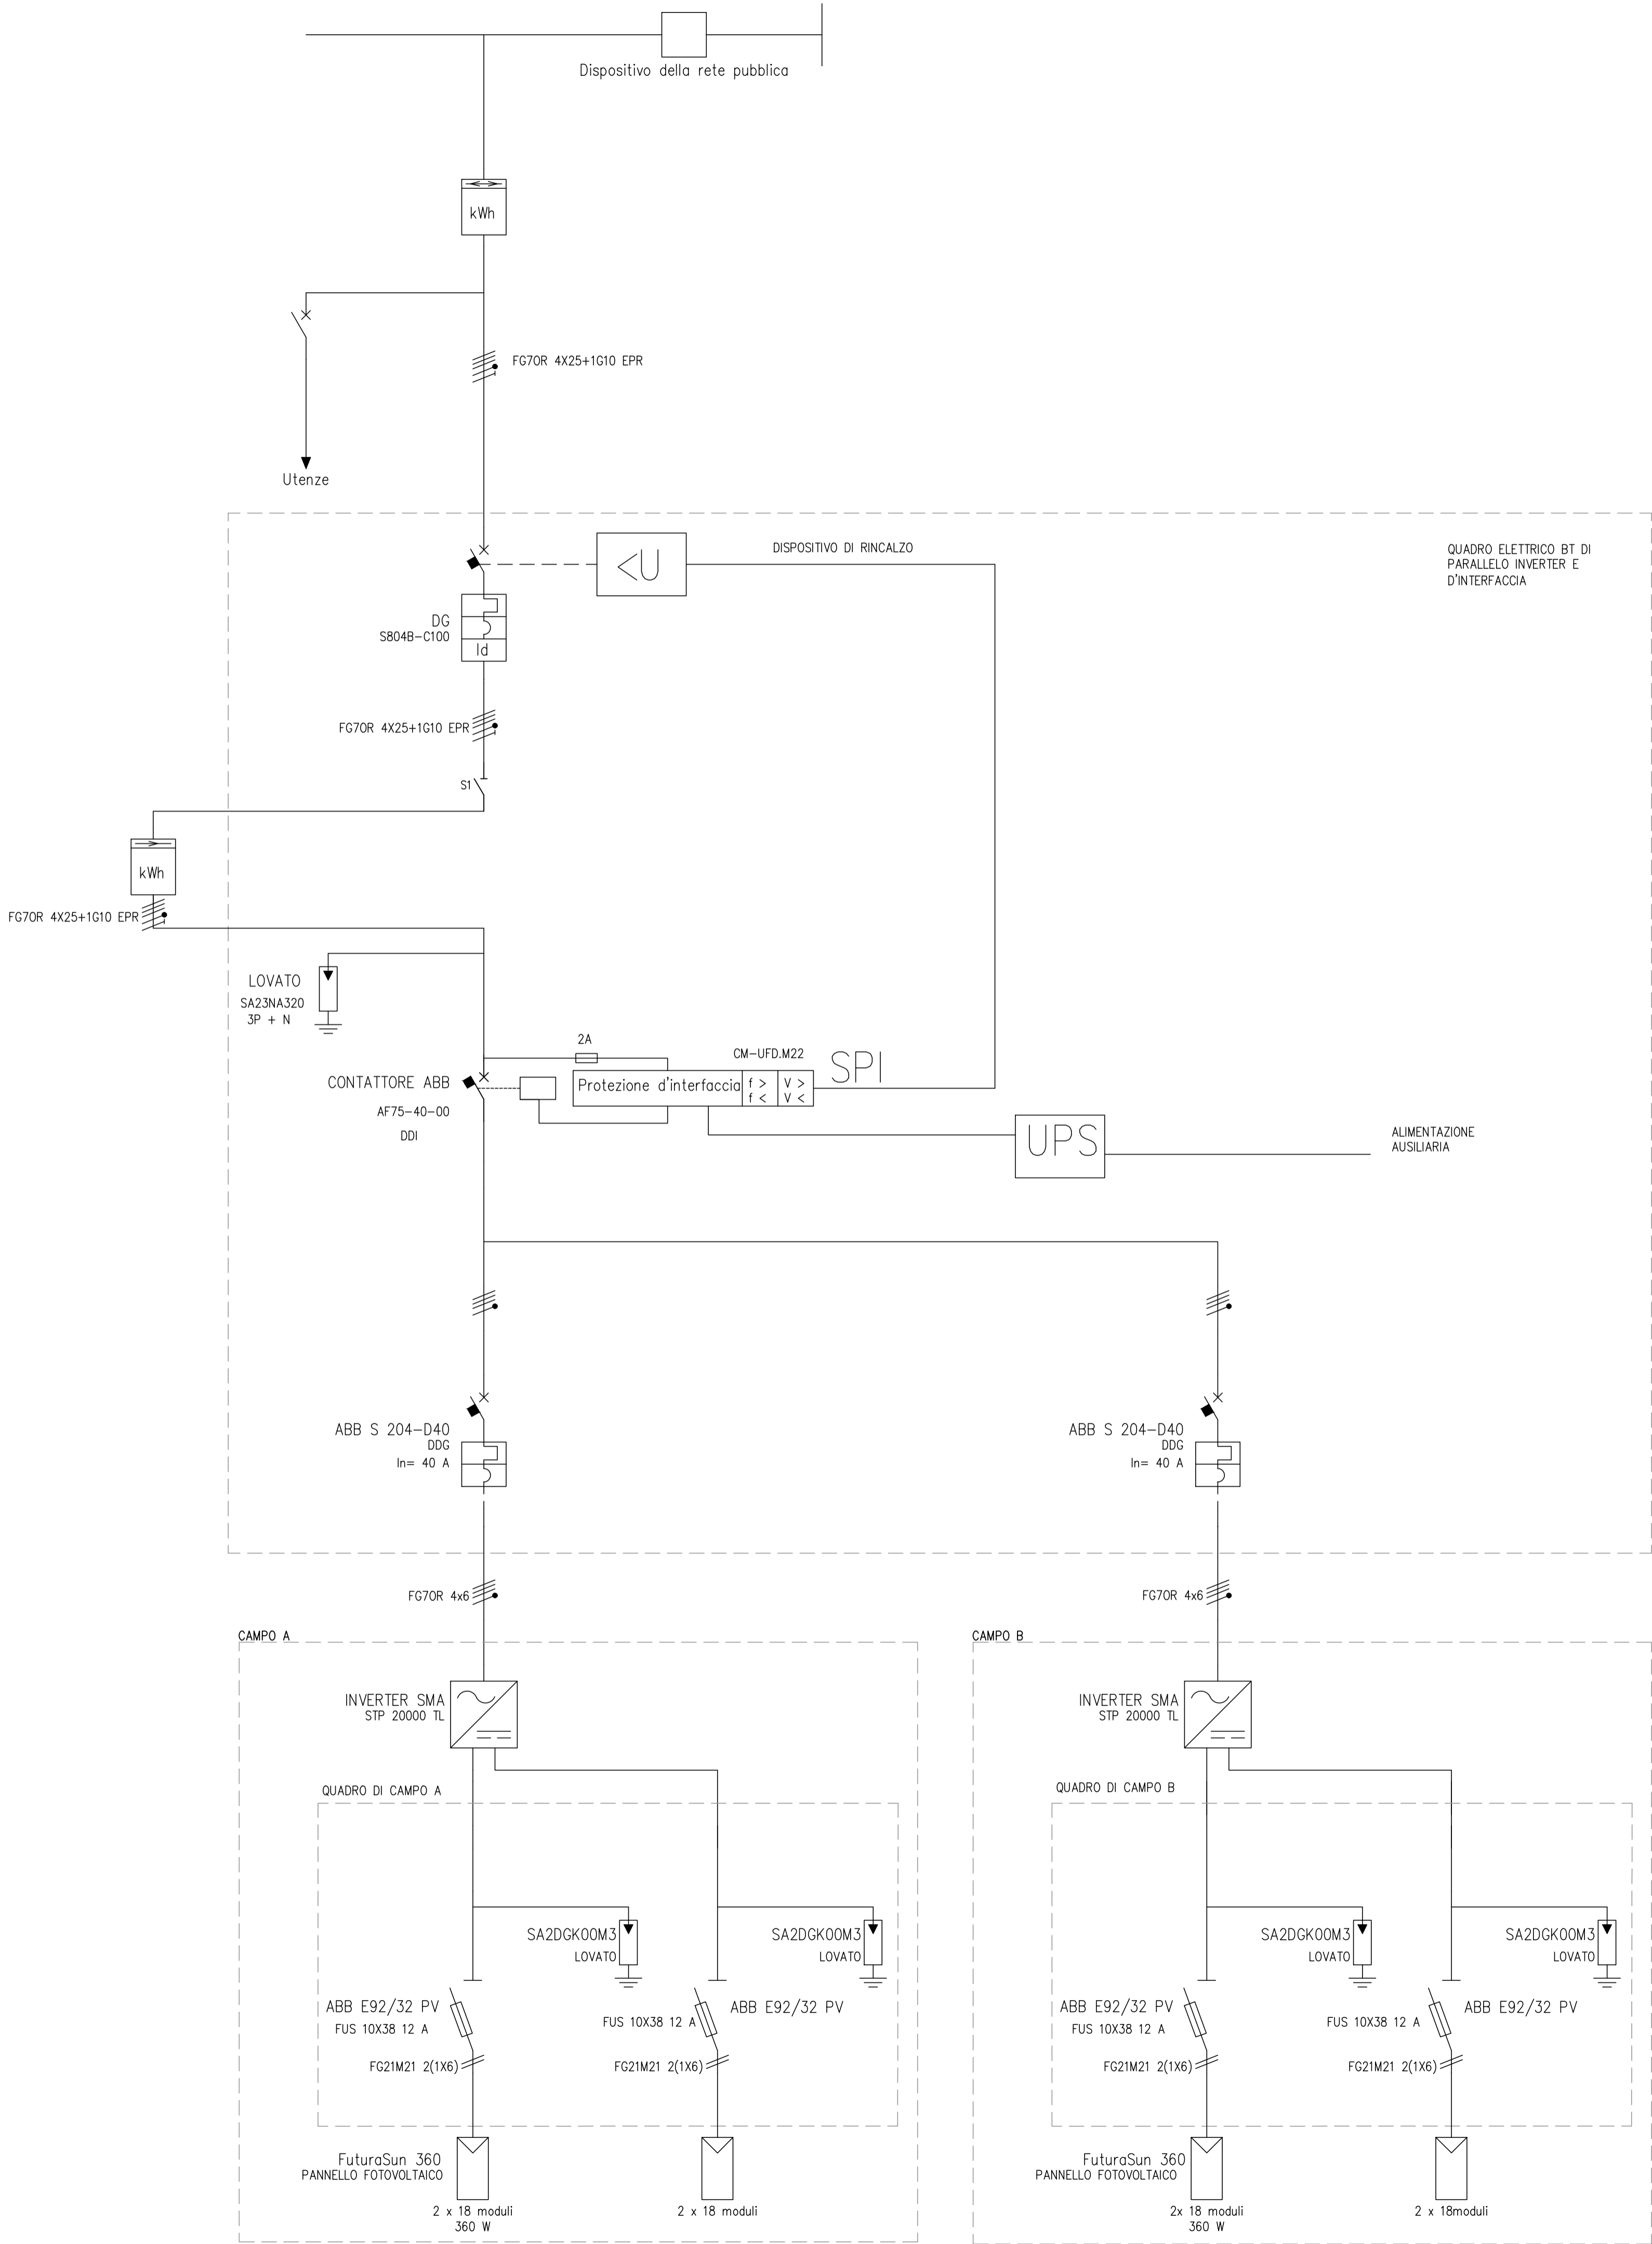 Dispositivo della rete pubblica
kWh
FG7OR 4X25+1G10 EPR
Utenze
<U
DISPOSITIVO DI RINCALZO
QUADRO ELETTRICO BT DI
PARALLELO INVERTER E
D'INTERFACCIA
DG
S804B-C100
Id
FG7OR 4X25+1G10 EPR
S1
kWh
FG7OR 4X25+1G10 EPR
LOVATO
SA23NA320
3P + N
2A
CM-UFD.M22
SPI
CONTATTORE ABB
AF75-40-00
DDI
Protezione d'interfaccia
f > V >
f < V <
UPS
ALIMENTAZIONE
AUSILIARIA
ABB S 204-D40
DDG
In= 40 A
ABB S 204-D40
DDG
In= 40 A
FG7OR 4x6
FG7OR 4x6
CAMPO A
CAMPO B
INVERTER SMA
STP 20000 TL
INVERTER SMA
STP 20000 TL
QUADRO DI CAMPO A
QUADRO DI CAMPO B
SA2DGK00M3
LOVATO
SA2DGK00M3
LOVATO
SA2DGK00M3
LOVATO
SA2DGK00M3
LOVATO
ABB E92/32 PV
FUS 10X38 12 A
ABB E92/32 PV
FUS 10X38 12 A
ABB E92/32 PV
FUS 10X38 12 A
ABB E92/32 PV
FUS 10X38 12 A
FG21M21 2(1X6)
FG21M21 2(1X6)
FG21M21 2(1X6)
FG21M21 2(1X6)
FuturaSun 360
PANNELLO FOTOVOLTAICO
FuturaSun 360
PANNELLO FOTOVOLTAICO
2 x 18 moduli
360 W
2 x 18 moduli
2x 18 moduli
360 W
2 x 18moduli